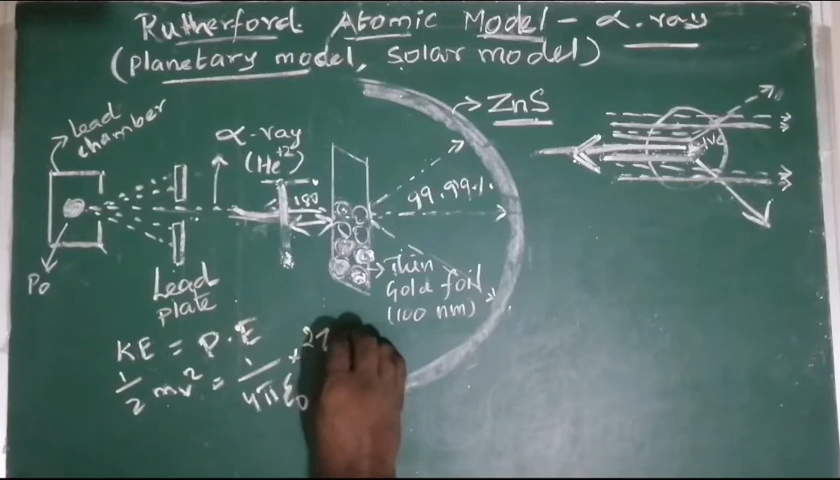 Rutherford Atomic Model - α.ray
(planetary model, solar model)
Lead chamber
α-ray
(He⁺²)
180
ZnS
99.99%
Po
Lead plate
Thin Gold foil
(100 nm)
+ve
KE = P.E
1/2 mv² = 1/4πε₀